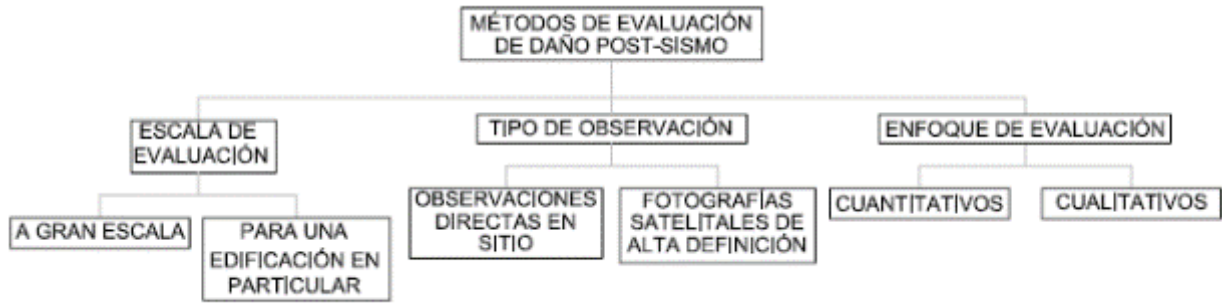 MÉTODOS DE EVALUACIÓN
DE DAÑO POST-SISMO
ESCALA DE
EVALUACIÓN
TIPO DE OBSERVACIÓN
ENFOQUE DE EVALUACIÓN
A GRAN ESCALA
PARA UNA
EDIFICACIÓN EN
PARTICULAR
OBSERVACIONES
DIRECTAS EN
SITIO
FOTOGRAFÍAS
SATELITALES DE
ALTA DEFINICIÓN
CUANTITATIVOS
CUALITATIVOS